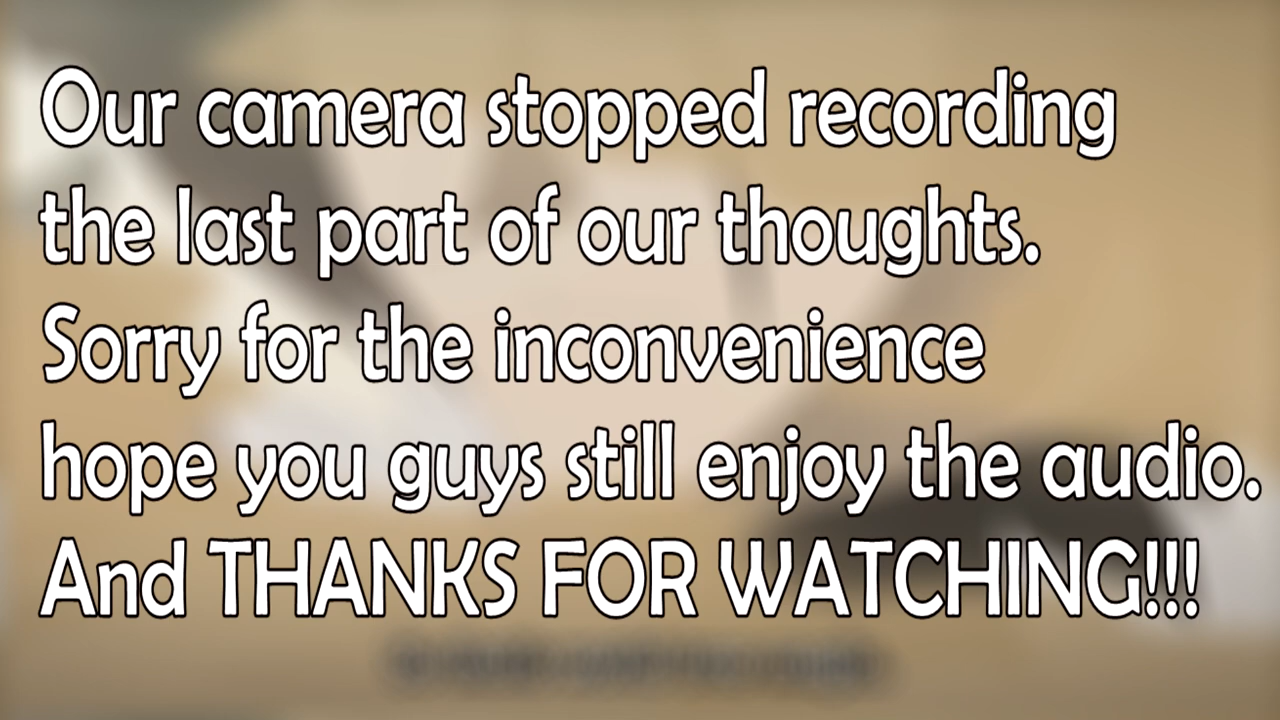 Our camera stopped recording
the last part of our thoughts.
Sorry for the inconvenience
hope you guys still enjoy the audio.
And THANKS FOR WATCHING!!!